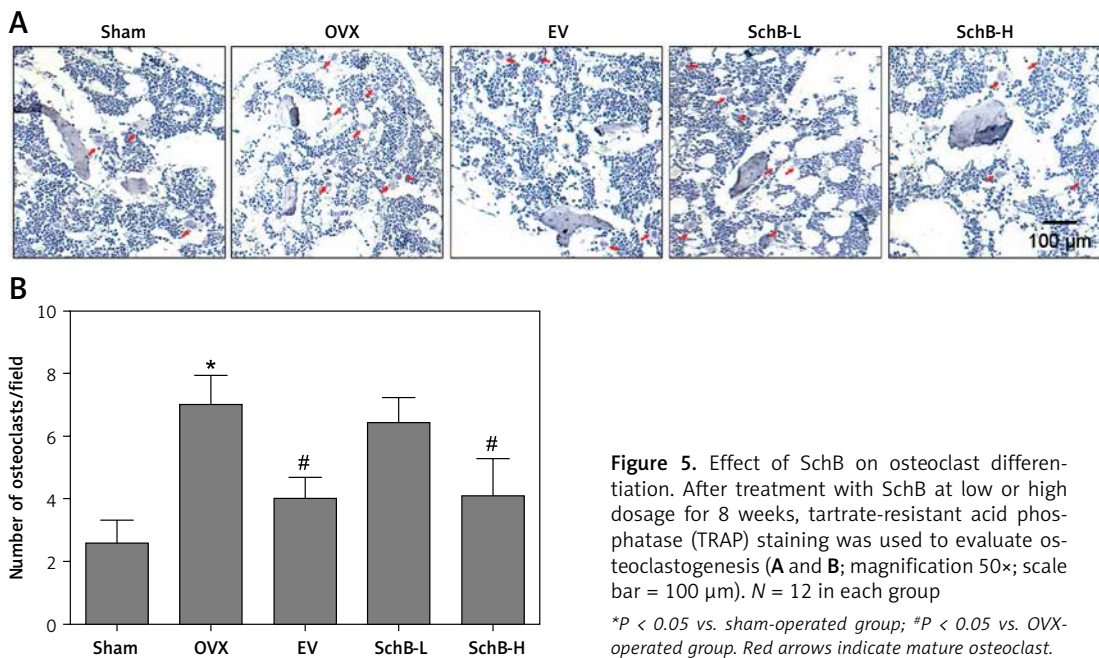 A
Sham OVX EV SchB-L SchB-H
100 µm
B
Number of osteoclasts/field
10
8
6
4
2
0
*
#
#
Sham OVX EV SchB-L SchB-H
Figure 5. Effect of SchB on osteoclast differen-
tiation. After treatment with SchB at low or high
dosage for 8 weeks, tartrate-resistant acid phos-
phatase (TRAP) staining was used to evaluate os-
teoclastogenesis (A and B; magnification 50×; scale
bar = 100 µm). N = 12 in each group
*P < 0.05 vs. sham-operated group; #P < 0.05 vs. OVX-
operated group. Red arrows indicate mature osteoclast.